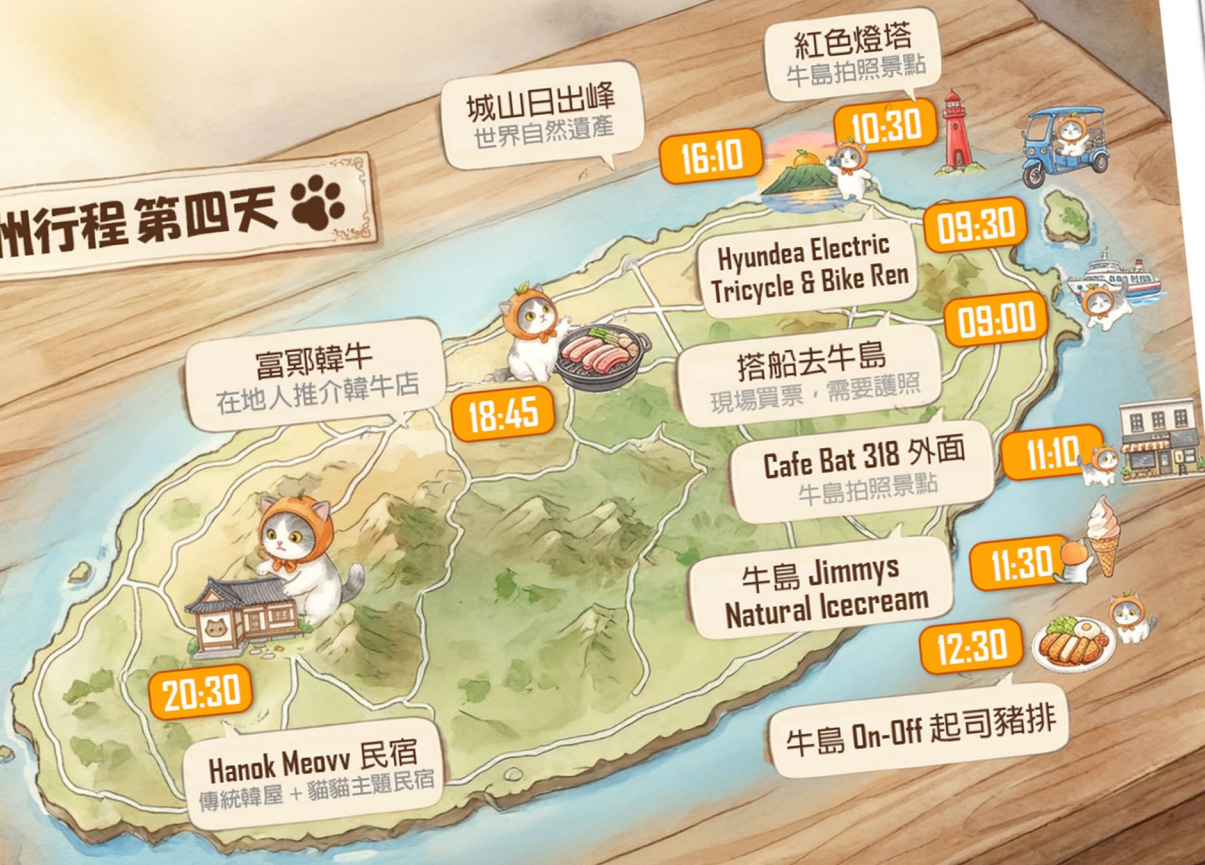 州行程第四天
紅色燈塔
牛島拍照景點
10:30
城山日出峰
世界自然遺產
16:10
Hyundea Electric
Tricycle & Bike Ren
09:30
搭船去牛島
現場買票，需要護照
09:00
富鄖韓牛
在地人推介韓牛店
18:45
Cafe Bat 318 外面
牛島拍照景點
11:10
牛島 Jimmys
Natural Icecream
11:30
12:30
牛島 On-Off 起司豬排
20:30
Hanok Meovv 民宿
傳統韓屋 + 貓貓主題民宿